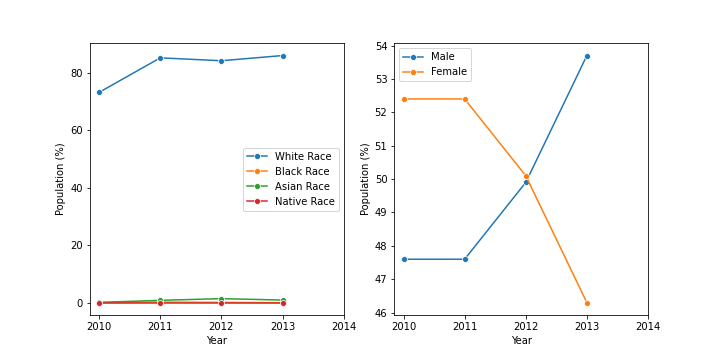 80
60
40
20
0
Population (%)
White Race
Black Race
Asian Race
Native Race
2010 2011 2012 2013 2014
Year
54
53
52
51
50
49
48
47
46
Population (%)
Male
Female
2010 2011 2012 2013 2014
Year